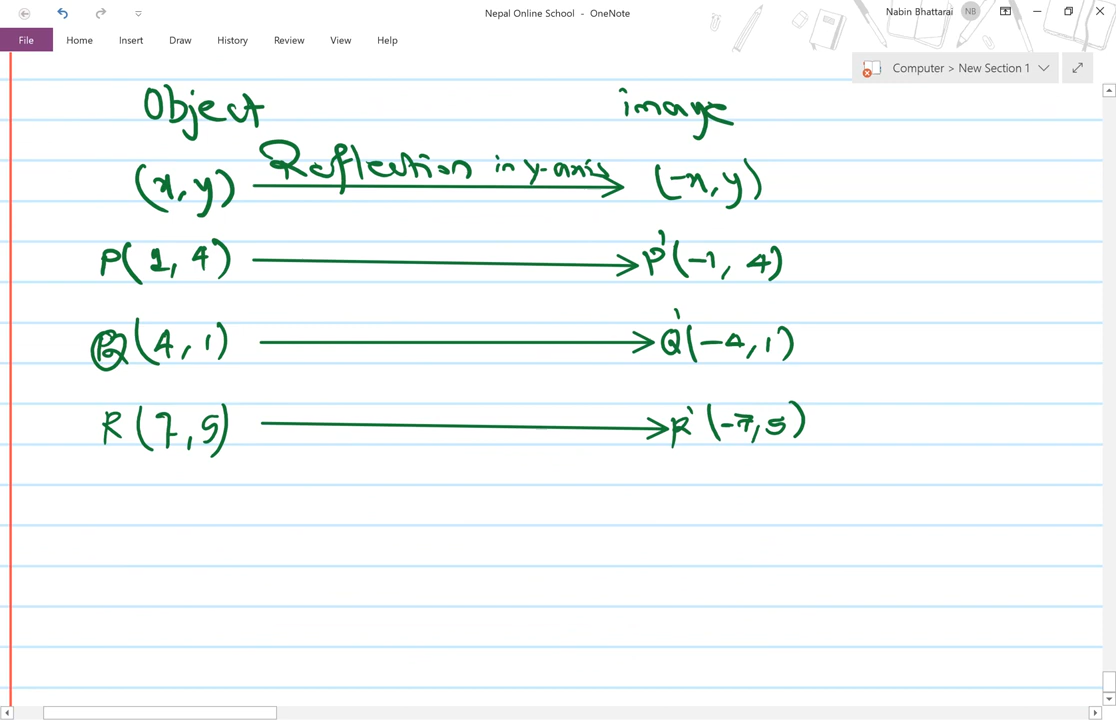 Nepal Online School - OneNote
Nabin Bhattarai NB
File Home Insert Draw History Review View Help
Computer > New Section 1
Object image
(x, y) Reflection in y-axis (-x, y)
P(1, 4) P'(-1, 4)
Q(4, 1) Q'(-4, 1)
R(7, 5) R'(-7, 5)